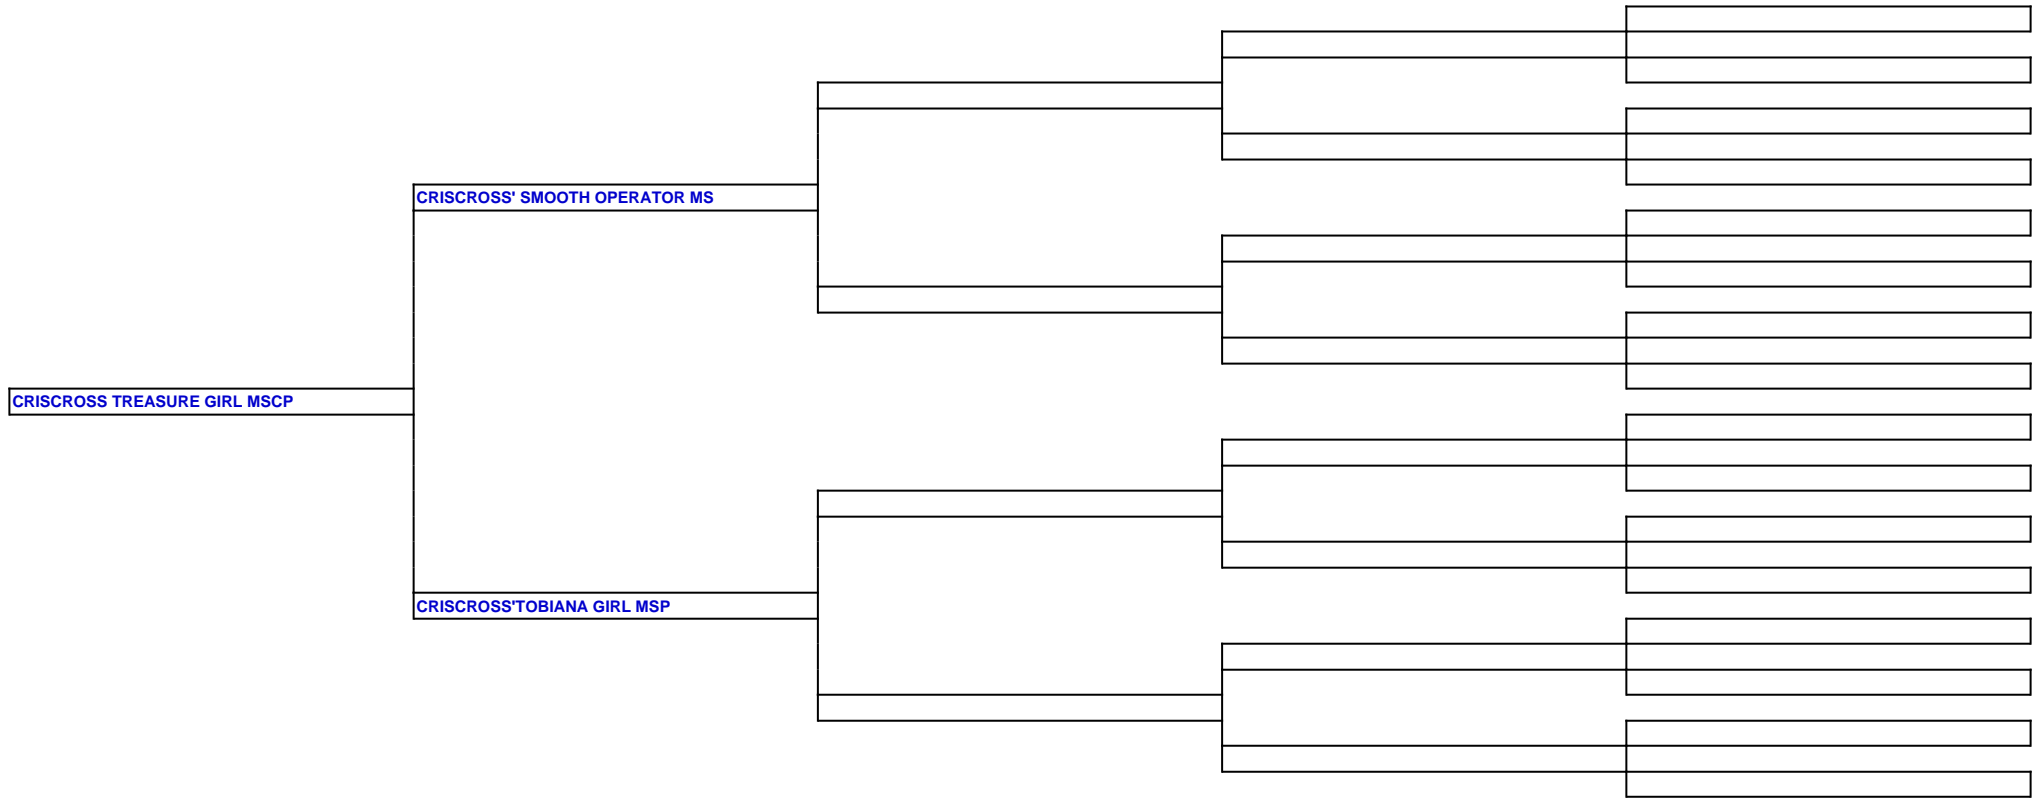 CRISCROSS' SMOOTH OPERATOR MS
CRISCROSS TREASURE GIRL MSCP
CRISCROSS'TOBIANA GIRL MSP